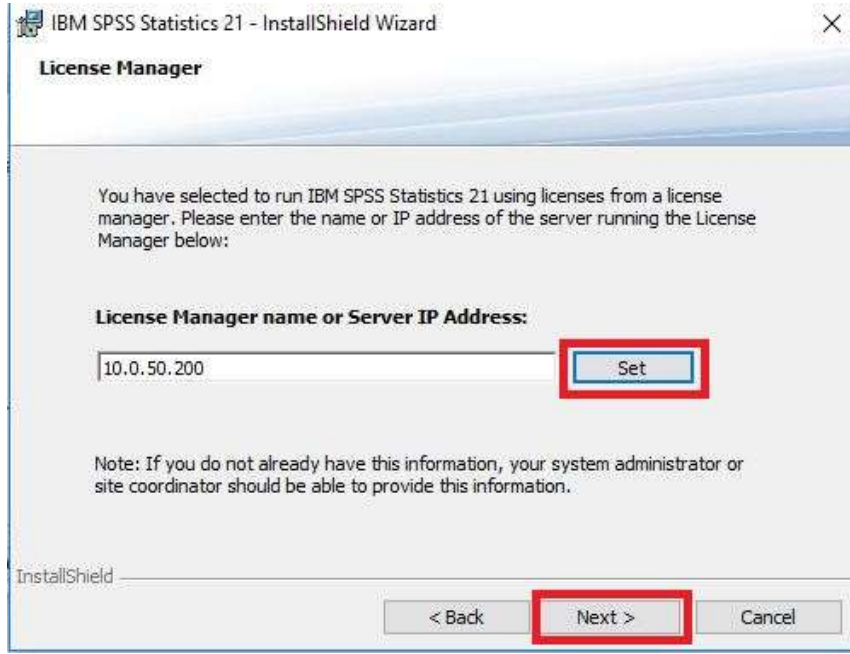 IBM SPSS Statistics 21 - InstallShield Wizard
License Manager
You have selected to run IBM SPSS Statistics 21 using licenses from a license
manager. Please enter the name or IP address of the server running the License
Manager below:
License Manager name or Server IP Address:
10.0.50.200 Set
Note: If you do not already have this information, your system administrator or
site coordinator should be able to provide this information.
InstallShield
< Back Next > Cancel